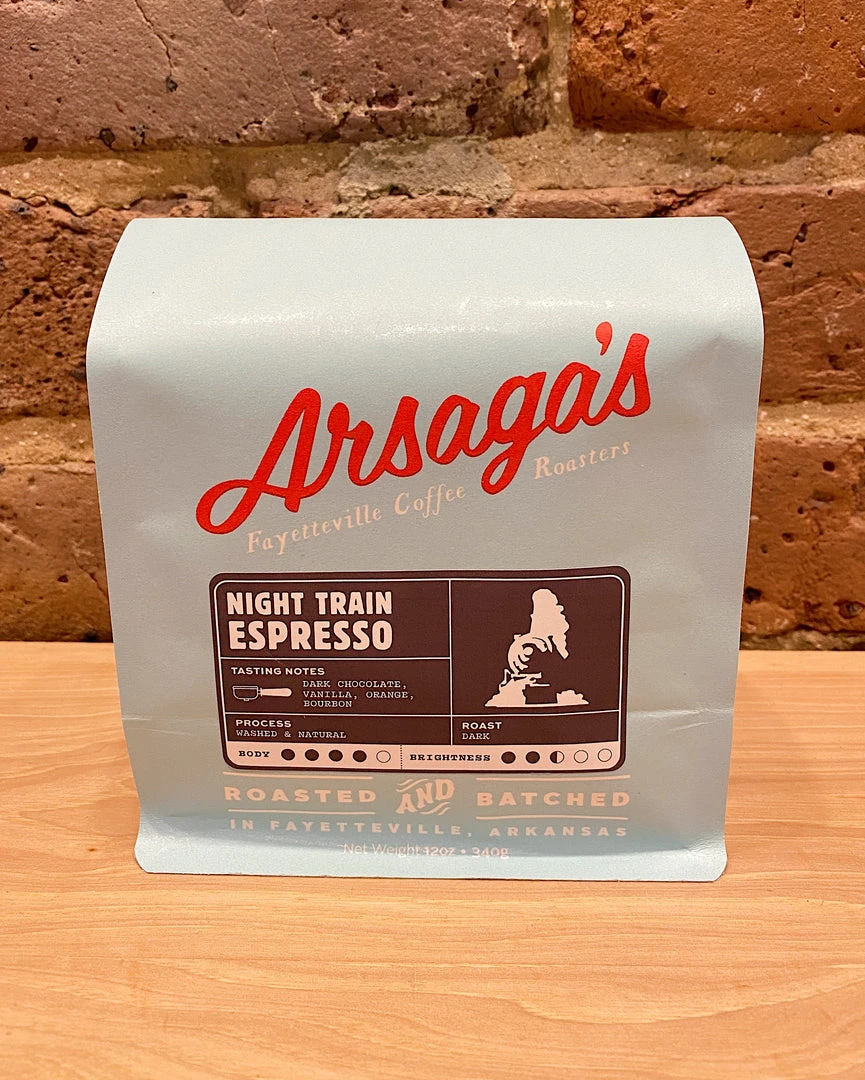 Arsaga's
Fayetteville Coffee Roasters
NIGHT TRAIN
ESPRESSO
TASTING NOTES
DARK CHOCOLATE,
VANILLA, ORANGE,
BOURBON
PROCESS
WASHED & NATURAL
ROAST
DARK
BODY
BRIGHTNESS
ROASTED AND BATCHED
IN FAYETTEVILLE, ARKANSAS
Net Weight 12oz • 340g